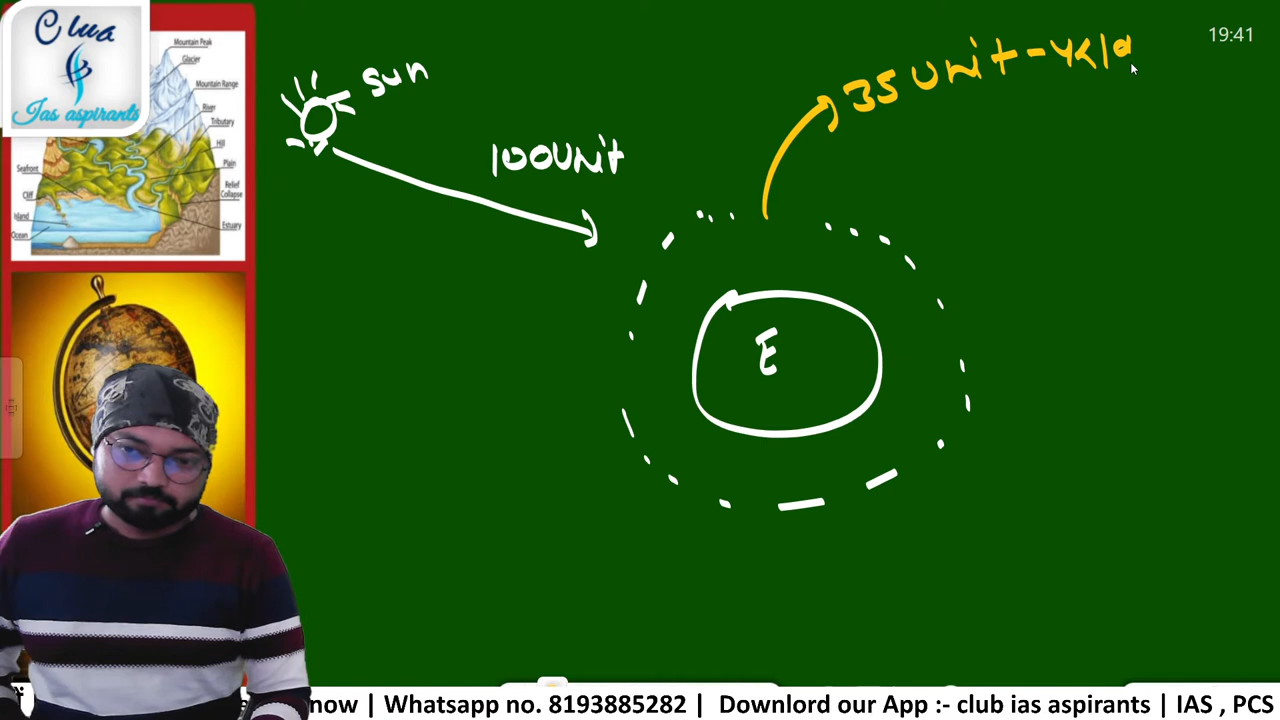 Club
Ias aspirants
Mountain Peak
Glacier
Mountain Range
River
Tributary
Hill
Seafront
Plain
Cliff
Relief
Collapse
Island
Estuary
Ocean
19:41
sun
100Unit
35 Unit -
E
now | Whatsapp no. 8193885282 | Downlord our App :- club ias aspirants | IAS , PCS